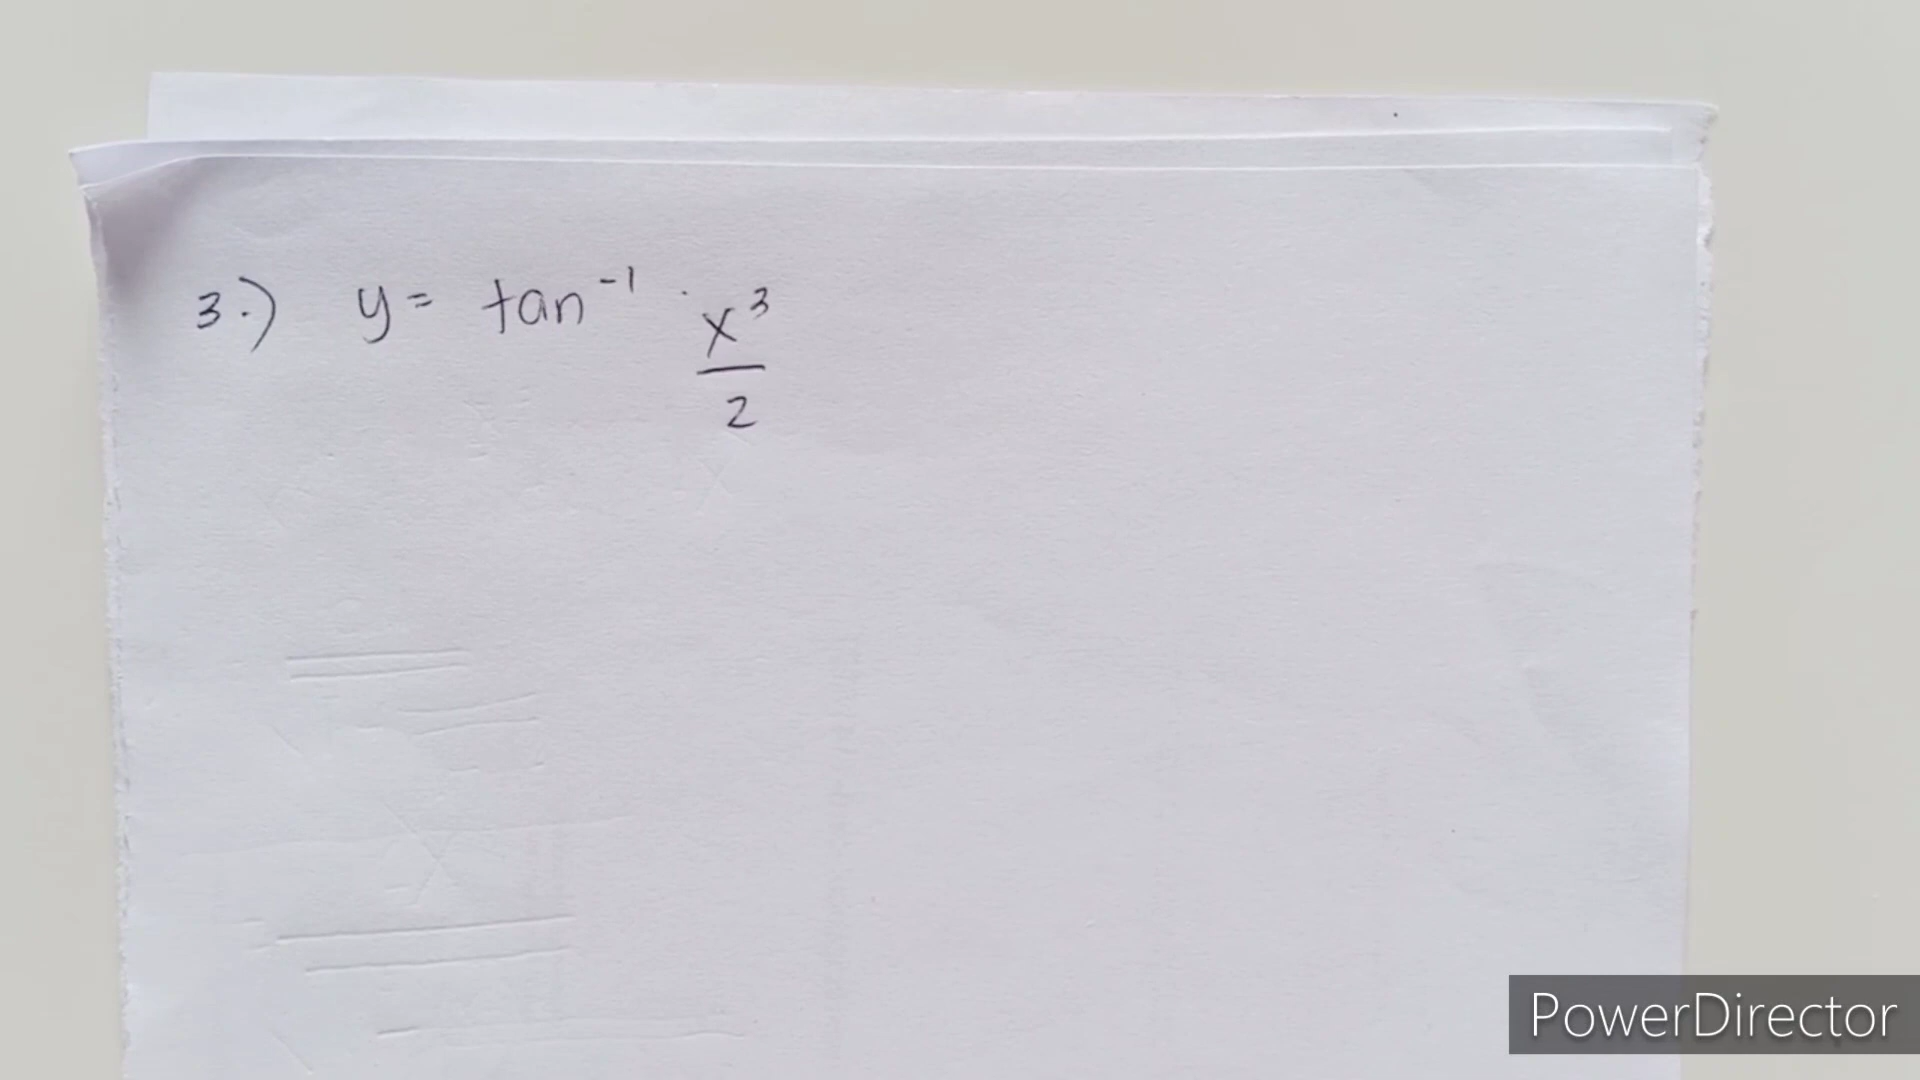 3.) y = tan⁻¹ x³/2
PowerDirector